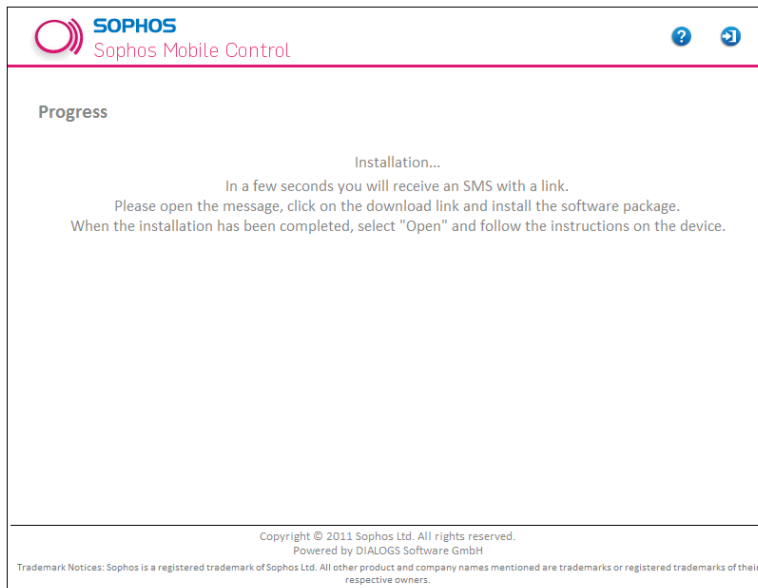 SOPHOS
Sophos Mobile Control
Progress
Installation...
In a few seconds you will receive an SMS with a link.
Please open the message, click on the download link and install the software package.
When the installation has been completed, select "Open" and follow the instructions on the device.
Copyright © 2011 Sophos Ltd. All rights reserved.
Powered by DIALOGS Software GmbH
Trademark Notices: Sophos is a registered trademark of Sophos Ltd. All other product and company names mentioned are trademarks or registered trademarks of their
respective owners.